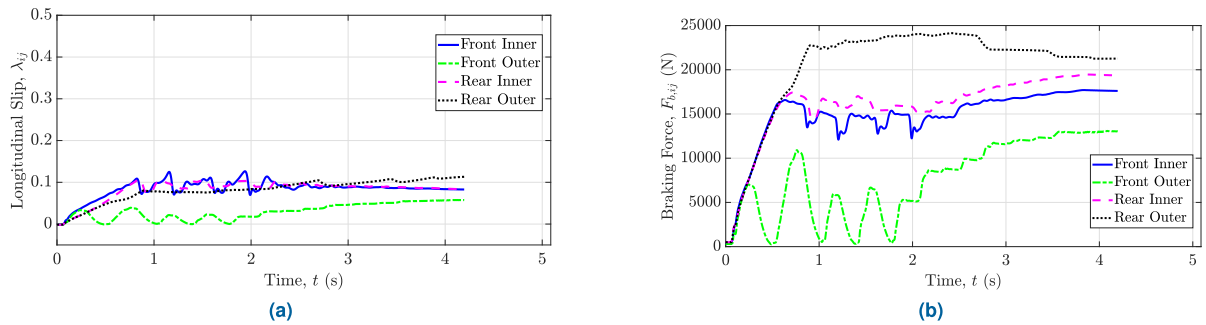 0.5
0.4
0.3
0.2
0.1
0
Longitudinal Slip, λij
Front Inner
Front Outer
Rear Inner
Rear Outer
0 1 2 3 4 5
Time, t (s)
(a)
25000
20000
15000
10000
5000
0
Braking Force, Fb,ij (N)
Front Inner
Front Outer
Rear Inner
Rear Outer
0 1 2 3 4 5
Time, t (s)
(b)